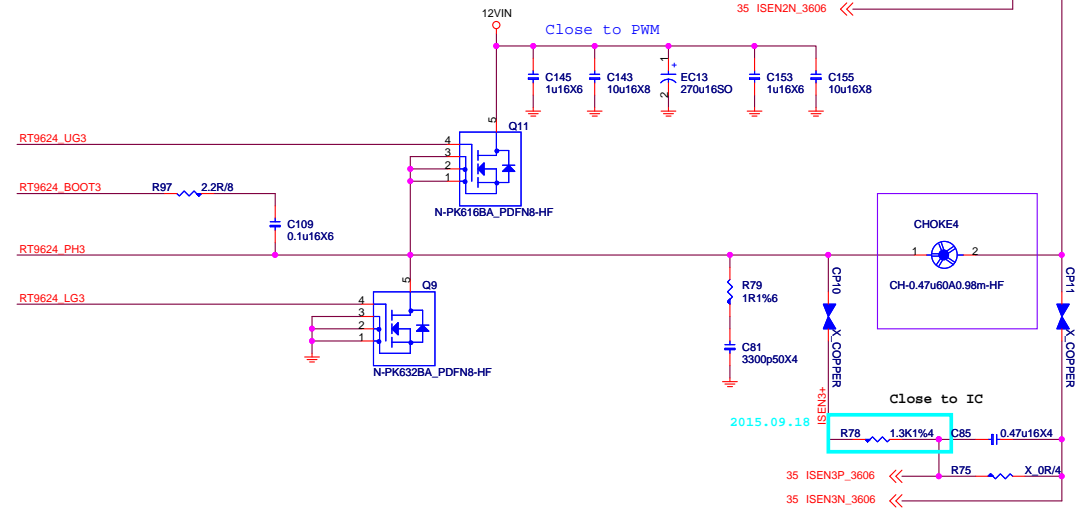 35 ISEN2N_3606
12VIN
Close to PWM
1
+
2
C145
1u16X6
C143
10u16X8
EC13
270u16SO
C153
1u16X6
C155
10u16X8
5
Q11
RT9624_UG3
4
3
2
1
N-PK616BA_PDFN8-HF
RT9624_BOOT3
R97
2.2R/8
C109
0.1u16X6
RT9624_PH3
CHOKE4
1
2
CH-0.47u60A0.98m-HF
CP10
X_COPPER
CP11
X_COPPER
5
Q9
RT9624_LG3
4
3
2
1
N-PK632BA_PDFN8-HF
R79
1R1%6
C81
3300p50X4
Close to IC
ISEN3+
2015.09.18
R78
1.3K1%4
C85
0.47u16X4
35 ISEN3P_3606
R75
X_0R/4
35 ISEN3N_3606